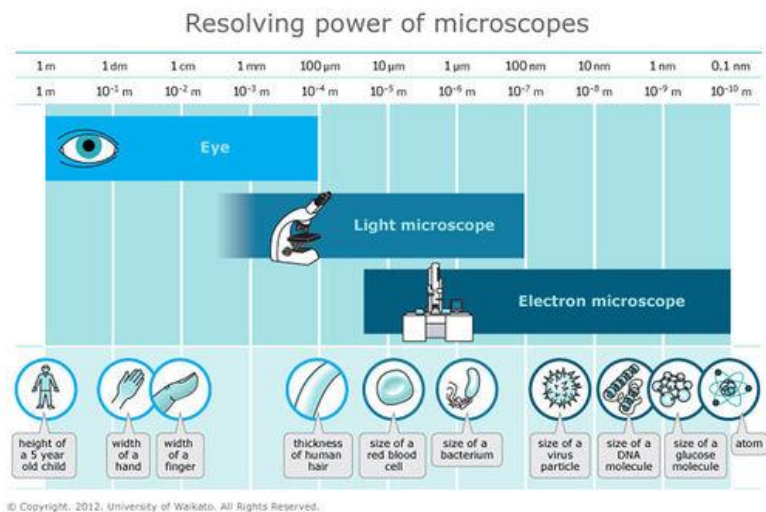 Resolving power of microscopes
1 m 1 dm 1 cm 1 mm 100 µm 10 µm 1 µm 100 nm 10 nm 1 nm 0.1 nm
1 m 10⁻¹ m 10⁻² m 10⁻³ m 10⁻⁴ m 10⁻⁵ m 10⁻⁶ m 10⁻⁷ m 10⁻⁸ m 10⁻⁹ m 10⁻¹⁰ m
Eye
Light microscope
Electron microscope
height of
a 5 year
old child
width
of a
hand
width
of a
finger
thickness
of human
hair
size of a
red blood
cell
size of a
bacterium
size of a
virus
particle
size of a
DNA
molecule
size of a
glucose
molecule
atom
© Copyright. 2012. University of Waikato. All Rights Reserved.